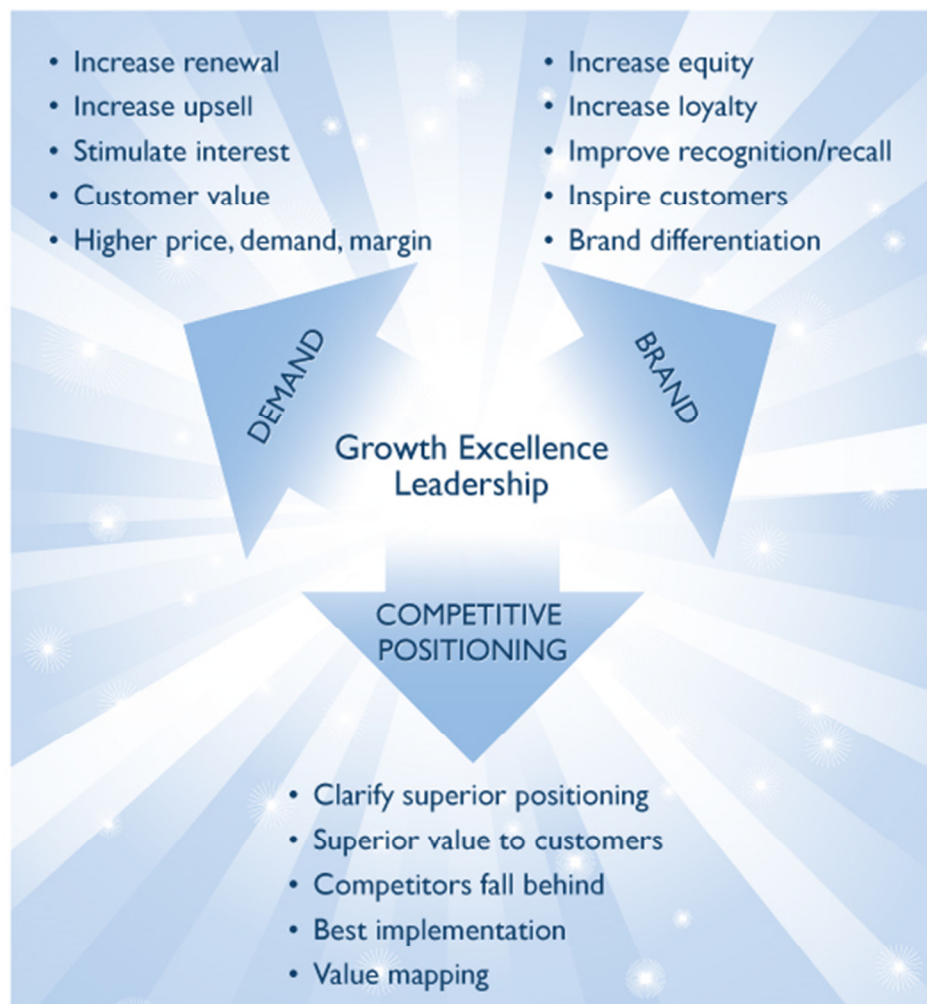 • Increase renewal
• Increase upsell
• Stimulate interest
• Customer value
• Higher price, demand, margin
• Increase equity
• Increase loyalty
• Improve recognition/recall
• Inspire customers
• Brand differentiation
DEMAND
BRAND
Growth Excellence
Leadership
COMPETITIVE
POSITIONING
• Clarify superior positioning
• Superior value to customers
• Competitors fall behind
• Best implementation
• Value mapping